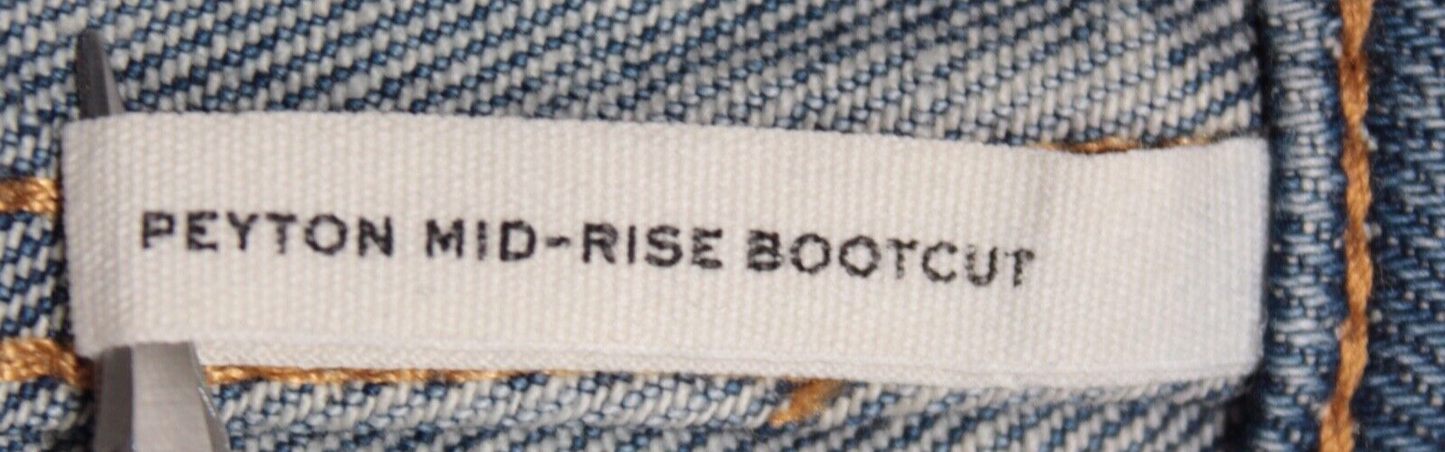 PEYTON MID-RISE BOOTCUT